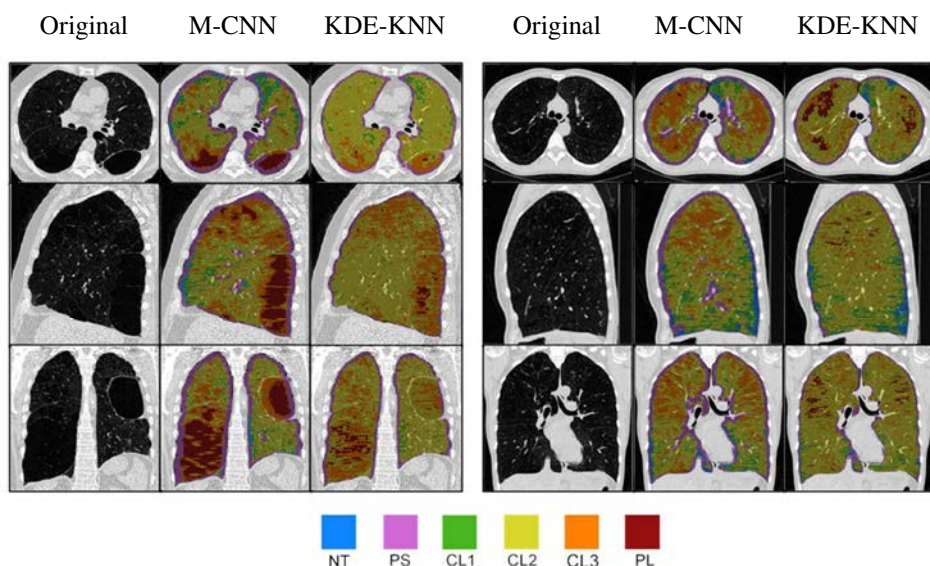 Original M-CNN KDE-KNN Original M-CNN KDE-KNN
NT PS CL1 CL2 CL3 PL